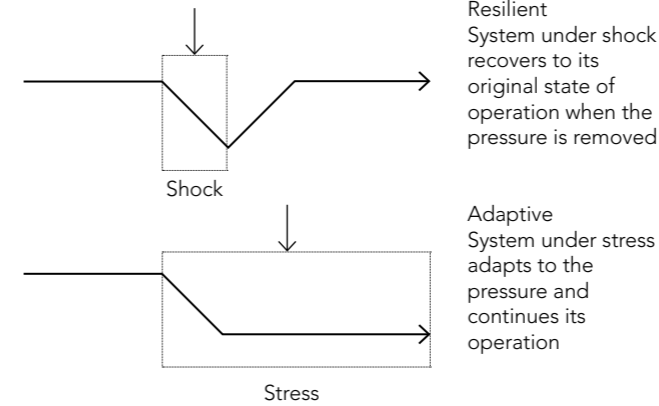 Resilient
System under shock
recovers to its
original state of
operation when the
pressure is removed
Shock
Adaptive
System under stress
adapts to the
pressure and
continues its
operation
Stress